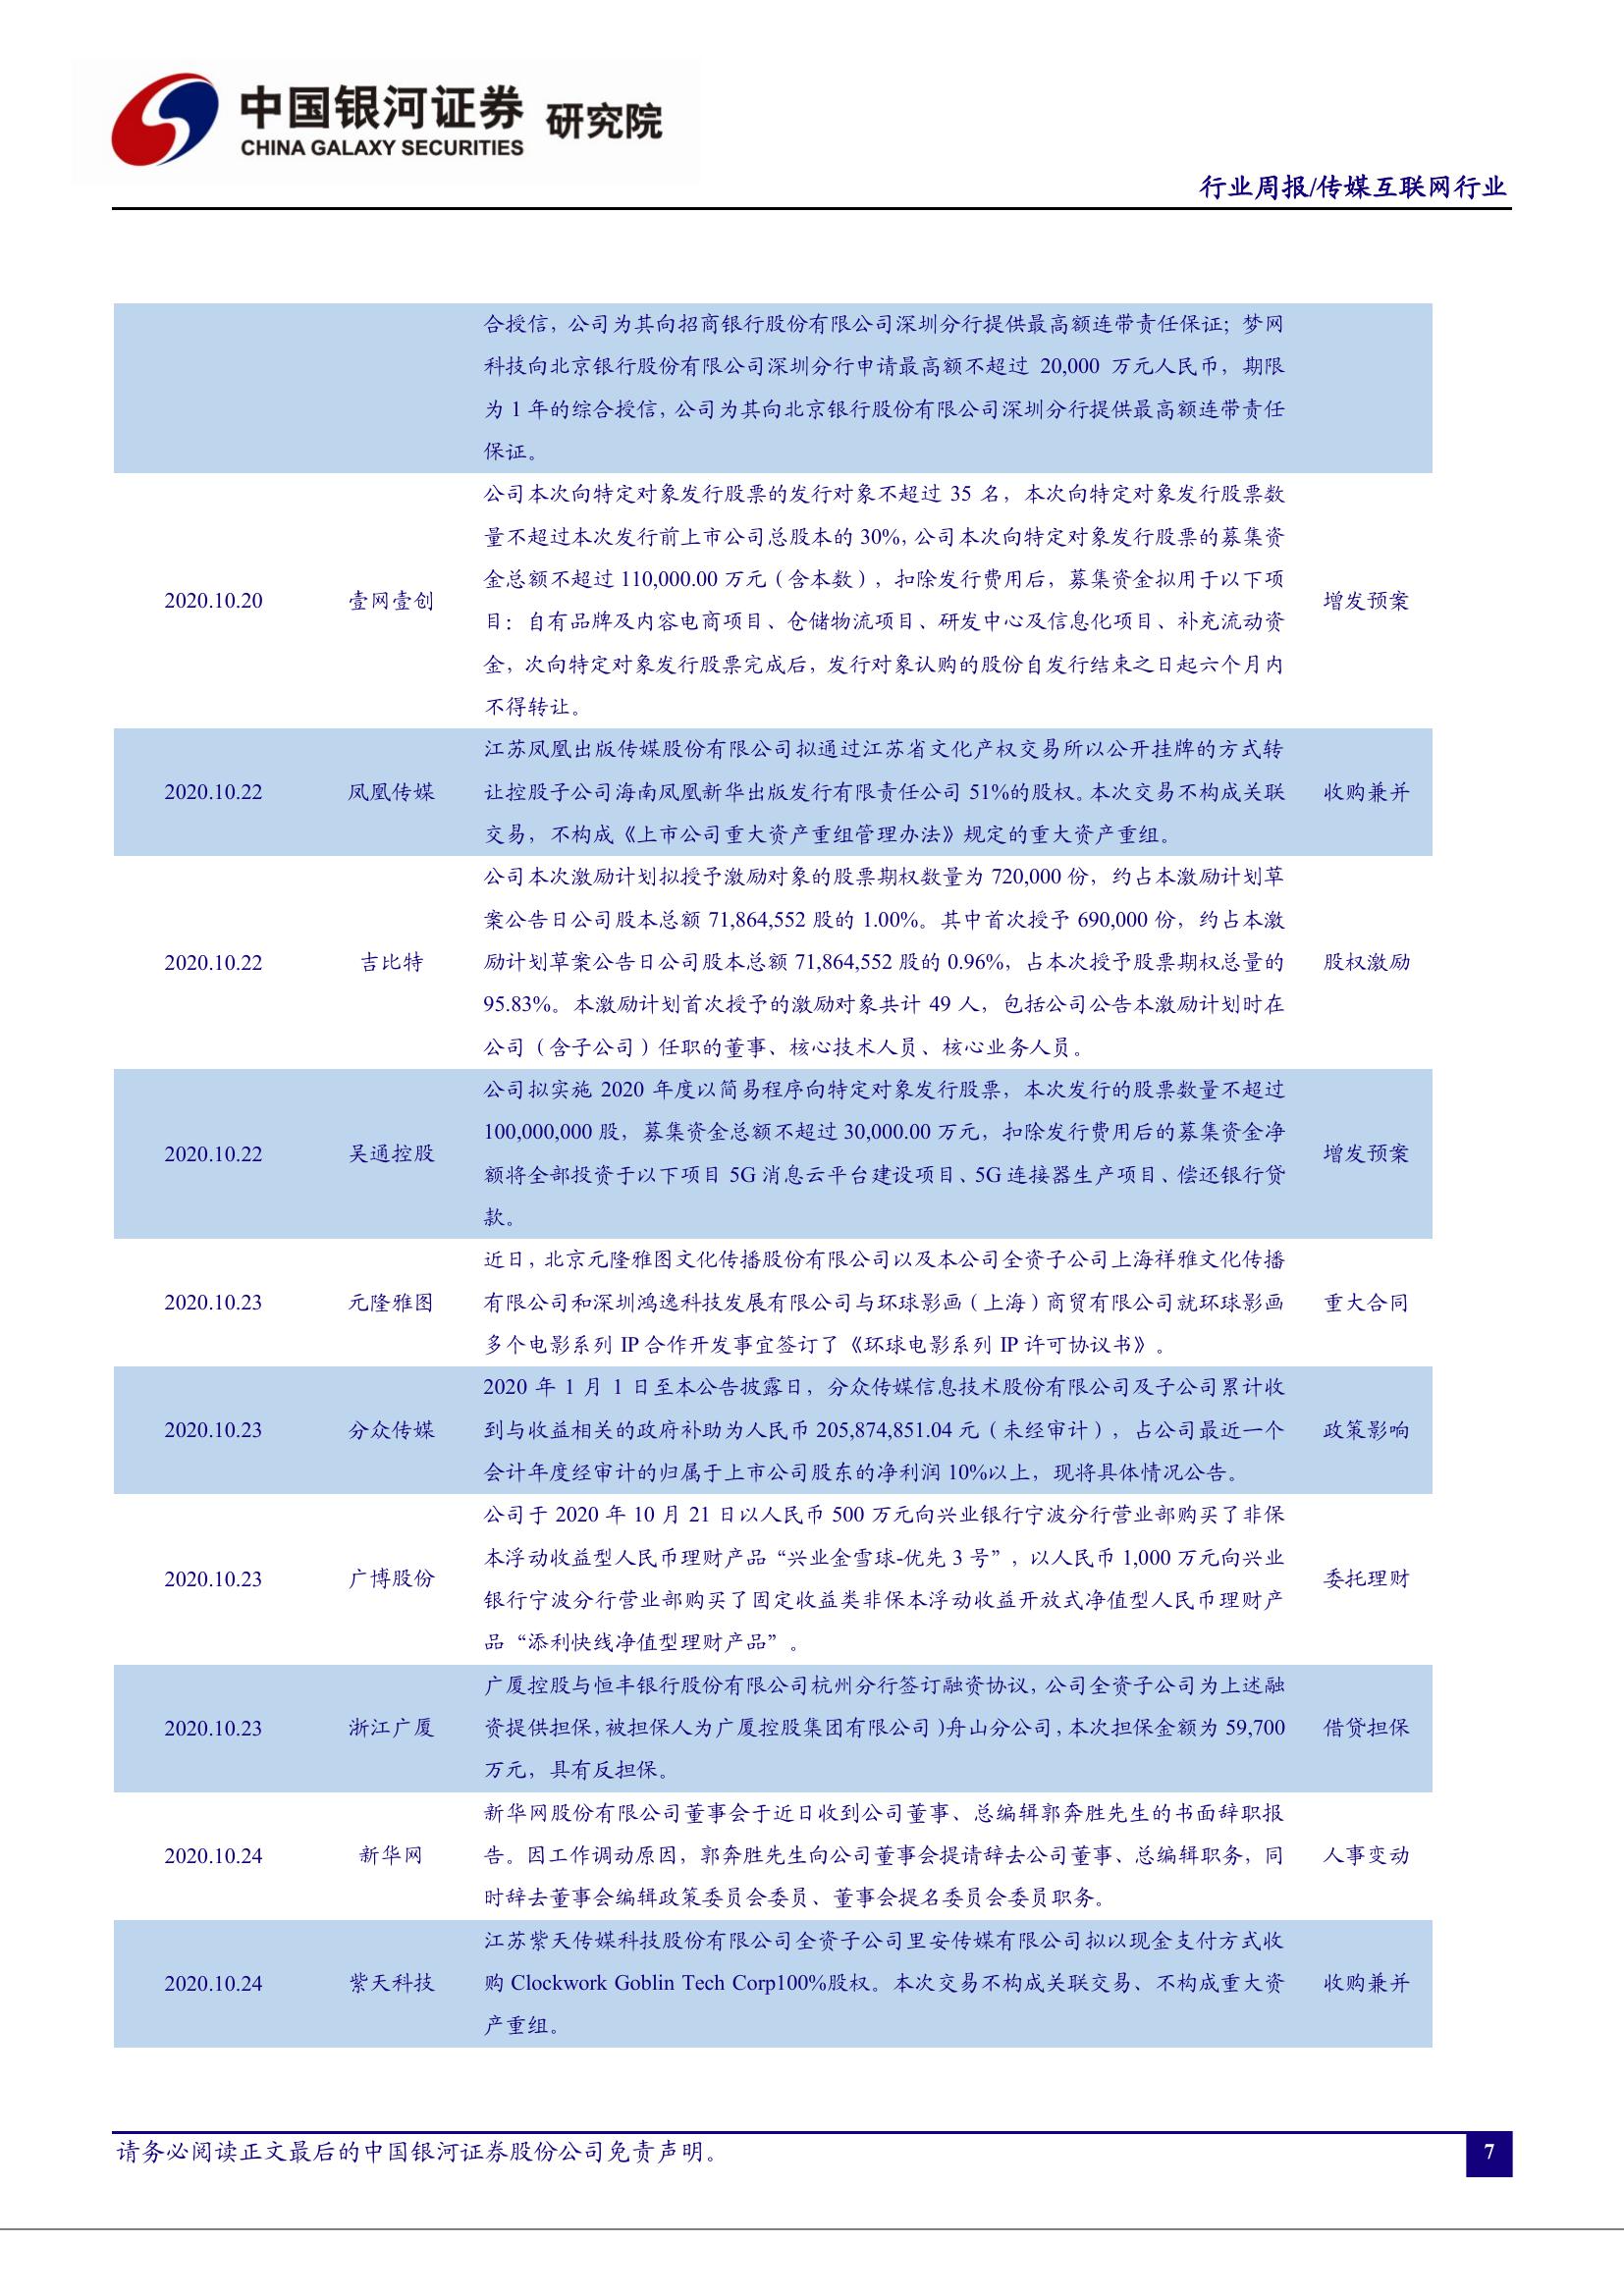 中国银河证券 研究院
CHINA GALAXY SECURITIES
行业周报/传媒互联网行业
合授信，公司为其向招商银行股份有限公司深圳分行提供最高额连带责任保证；梦网
科技向北京银行股份有限公司深圳分行申请最高额不超过 20,000 万元人民币，期限
为 1 年的综合授信，公司为其向北京银行股份有限公司深圳分行提供最高额连带责任
保证。
公司本次向特定对象发行股票的发行对象不超过 35 名，本次向特定对象发行股票数
量不超过本次发行前上市公司总股本的 30%，公司本次向特定对象发行股票的募集资
金总额不超过 110,000.00 万元（含本数），扣除发行费用后，募集资金拟用于以下项
2020.10.20 壹网壹创 增发预案
目：自有品牌及内容电商项目、仓储物流项目、研发中心及信息化项目、补充流动资
金，次向特定对象发行股票完成后，发行对象认购的股份自发行结束之日起六个月内
不得转让。
江苏凤凰出版传媒股份有限公司拟通过江苏省文化产权交易所以公开挂牌的方式转
2020.10.22 凤凰传媒 让控股子公司海南凤凰新华出版发行有限责任公司 51%的股权。本次交易不构成关联 收购兼并
交易，不构成《上市公司重大资产重组管理办法》规定的重大资产重组。
公司本次激励计划拟授予激励对象的股票期权数量为 720,000 份，约占本激励计划草
案公告日公司股本总额 71,864,552 股的 1.00%。其中首次授予 690,000 份，约占本激
2020.10.22 吉比特 励计划草案公告日公司股本总额 71,864,552 股的 0.96%，占本次授予股票期权总量的 股权激励
95.83%。本激励计划首次授予的激励对象共计 49 人，包括公司公告本激励计划时在
公司（含子公司）任职的董事、核心技术人员、核心业务人员。
公司拟实施 2020 年度以简易程序向特定对象发行股票，本次发行的股票数量不超过
100,000,000 股，募集资金总额不超过 30,000.00 万元，扣除发行费用后的募集资金净
2020.10.22 吴通控股 增发预案
额将全部投资于以下项目 5G 消息云平台建设项目、5G 连接器生产项目、偿还银行贷
款。
近日，北京元隆雅图文化传播股份有限公司以及本公司全资子公司上海祥雅文化传播
2020.10.23 元隆雅图 有限公司和深圳鸿逸科技发展有限公司与环球影画（上海）商贸有限公司就环球影画 重大合同
多个电影系列 IP 合作开发事宜签订了《环球电影系列 IP 许可协议书》。
2020 年 1 月 1 日至本公告披露日，分众传媒信息技术股份有限公司及子公司累计收
2020.10.23 分众传媒 到与收益相关的政府补助为人民币 205,874,851.04 元（未经审计），占公司最近一个 政策影响
会计年度经审计的归属于上市公司股东的净利润 10%以上，现将具体情况公告。
公司于 2020 年 10 月 21 日以人民币 500 万元向兴业银行宁波分行营业部购买了非保
本浮动收益型人民币理财产品“兴业金雪球-优先 3 号”，以人民币 1,000 万元向兴业
2020.10.23 广博股份 委托理财
银行宁波分行营业部购买了固定收益类非保本浮动收益开放式净值型人民币理财产
品“添利快线净值型理财产品”。
广厦控股与恒丰银行股份有限公司杭州分行签订融资协议，公司全资子公司为上述融
2020.10.23 浙江广厦 资提供担保，被担保人为广厦控股集团有限公司)舟山分公司，本次担保金额为 59,700 借贷担保
万元，具有反担保。
新华网股份有限公司董事会于近日收到公司董事、总编辑郭奔胜先生的书面辞职报
2020.10.24 新华网 告。因工作调动原因，郭奔胜先生向公司董事会提请辞去公司董事、总编辑职务，同 人事变动
时辞去董事会编辑政策委员会委员、董事会提名委员会委员职务。
江苏紫天传媒科技股份有限公司全资子公司里安传媒有限公司拟以现金支付方式收
2020.10.24 紫天科技 购 Clockwork Goblin Tech Corp100%股权。本次交易不构成关联交易、不构成重大资 收购兼并
产重组。
请务必阅读正文最后的中国银河证券股份公司免责声明。 7